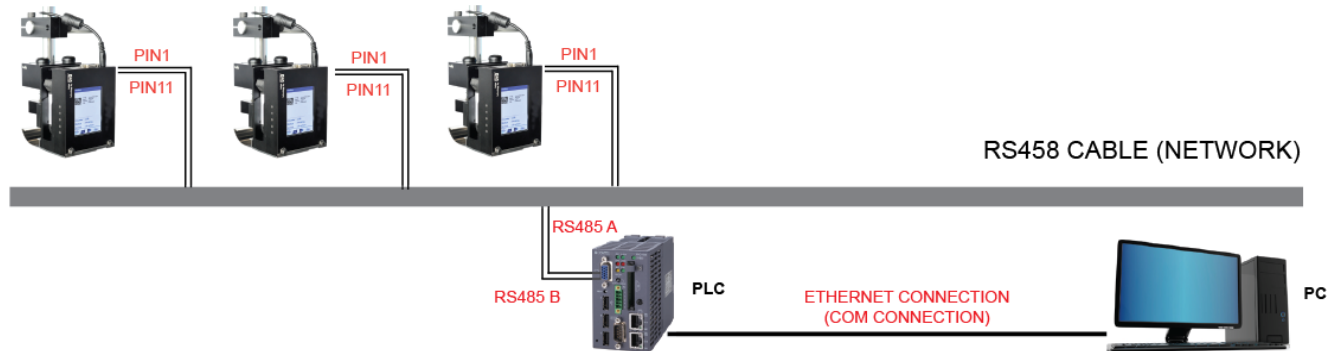 PIN1
PIN11
PIN1
PIN11
PIN1
PIN11
RS458 CABLE (NETWORK)
RS485 A
RS485 B
PLC
ETHERNET CONNECTION
(COM CONNECTION)
PC